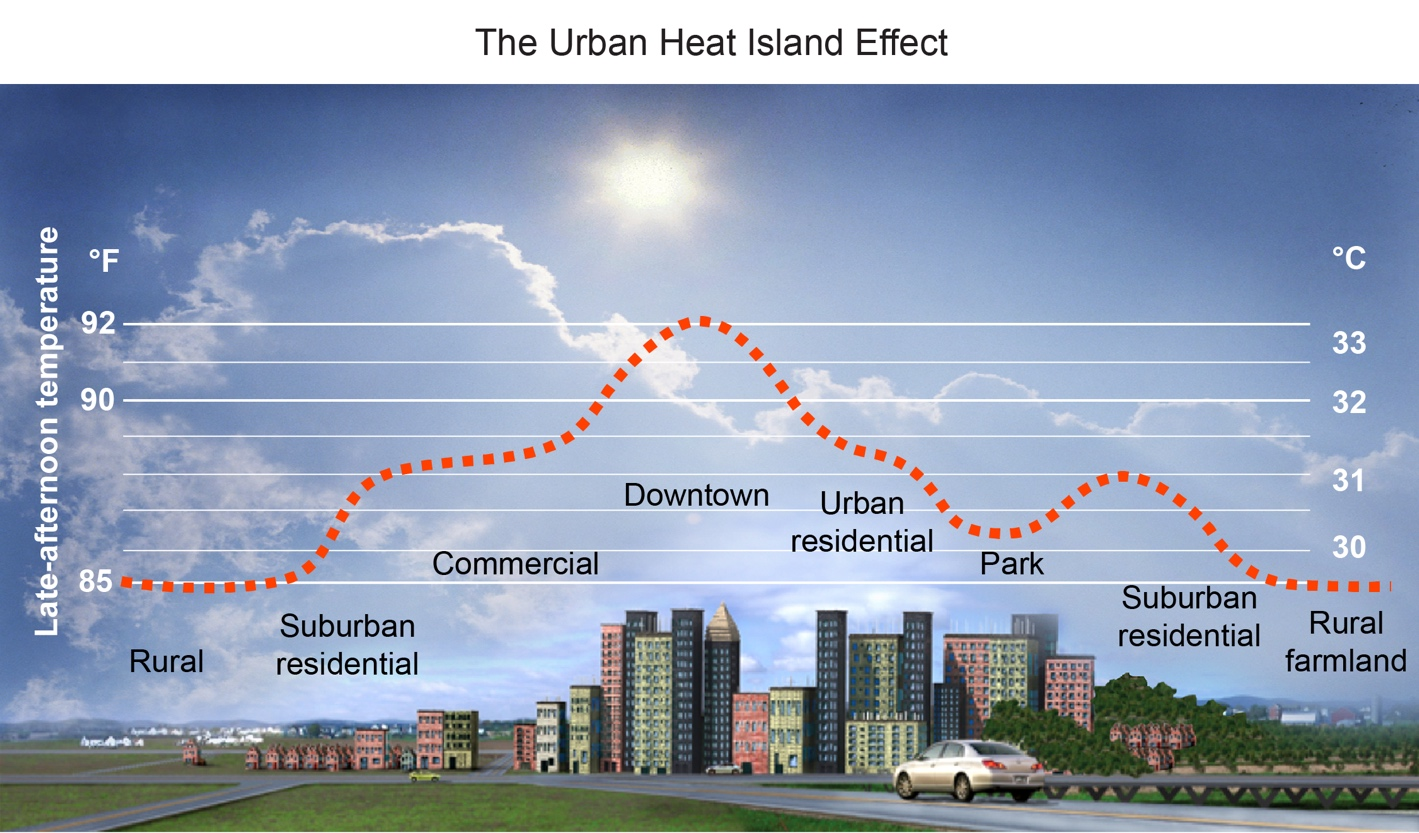 The Urban Heat Island Effect
Late-afternoon temperature
°F
°C
92
33
90
32
31
30
85
Downtown
Urban
residential
Commercial
Park
Suburban
residential
Rural
Suburban
residential
Rural
farmland